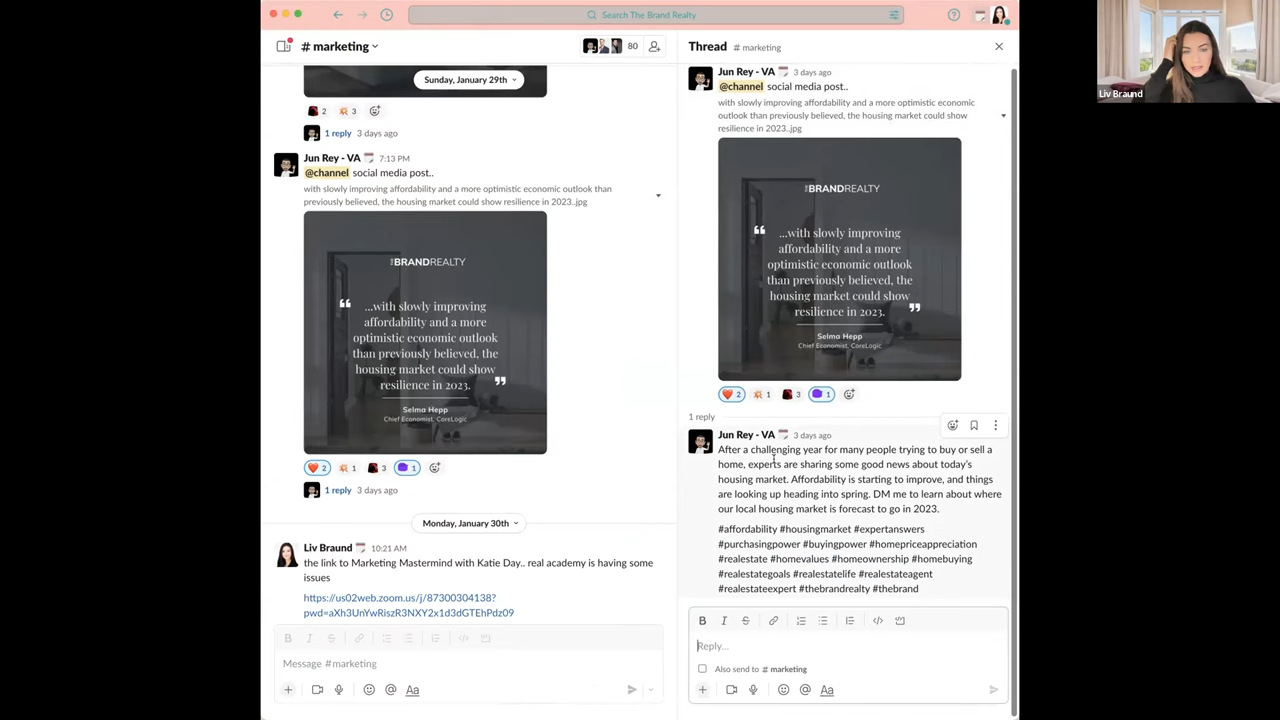 Search The Brand Realty
# marketing
80
Sunday, January 29th
2
3
1 reply 3 days ago
Jun Rey - VA 7:13 PM
@channel social media post..
with slowly improving affordability and a more optimistic economic outlook than
previously believed, the housing market could show resilience in 2023..jpg
THE BRANDREALTY
“ ...with slowly improving
affordability and a more
optimistic economic outlook
than previously believed, the
housing market could show
resilience in 2023. ”
Selma Hepp
Chief Economist, CoreLogic
2
1
3
1
1 reply 3 days ago
Monday, January 30th
Liv Braund 10:21 AM
the link to Marketing Mastermind with Katie Day.. real academy is having some
issues
https://us02web.zoom.us/j/87300304138?
pwd=aXh3UnYwRiszR3NXY2x1d3dGTEhPdz09
B I S
Message #marketing
Aa
Thread # marketing
Jun Rey - VA 3 days ago
@channel social media post..
with slowly improving affordability and a more optimistic economic
outlook than previously believed, the housing market could show
resilience in 2023..jpg
THE BRANDREALTY
“ ...with slowly improving
affordability and a more
optimistic economic outlook
than previously believed, the
housing market could show
resilience in 2023. ”
Selma Hepp
Chief Economist, CoreLogic
2
1
3
1
1 reply
Jun Rey - VA 3 days ago
After a challenging year for many people trying to buy or sell a
home, experts are sharing some good news about today's
housing market. Affordability is starting to improve, and things
are looking up heading into spring. DM me to learn about where
our local housing market is forecast to go in 2023.
#affordability #housingmarket #expertanswers
#purchasingpower #buyingpower #homepriceappreciation
#realestate #homevalues #homeownership #homebuying
#realestategoals #realestatelife #realestateagent
#realestateexpert #thebrandrealty #thebrand
B I S
Reply...
Also send to # marketing
Aa
Liv Braund